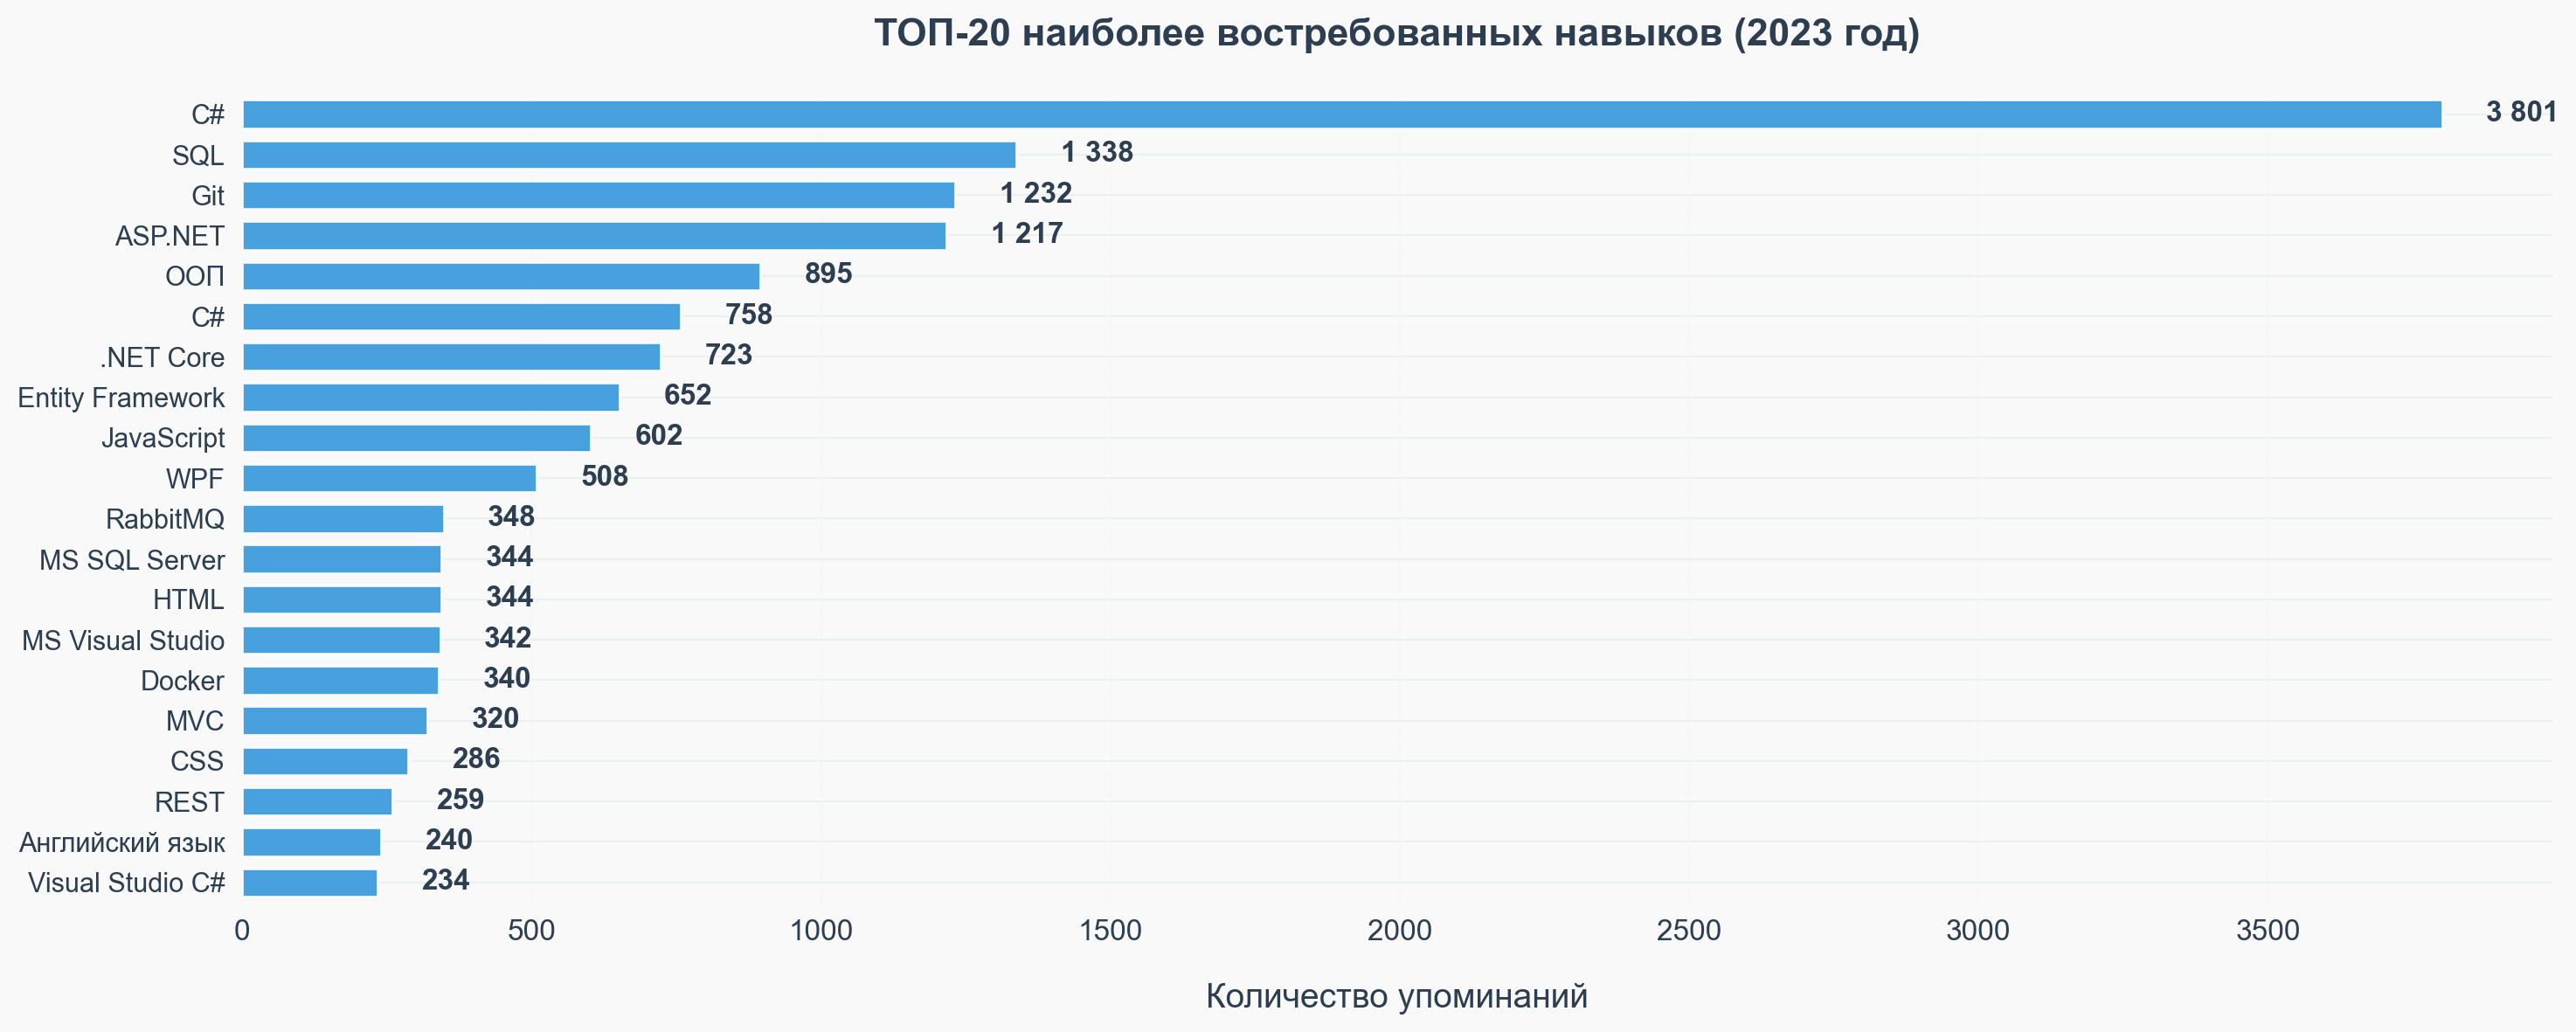 ТОП-20 наиболее востребованных навыков (2023 год)
C# 3 801
SQL 1 338
Git 1 232
ASP.NET 1 217
ООП 895
C# 758
.NET Core 723
Entity Framework 652
JavaScript 602
WPF 508
RabbitMQ 348
MS SQL Server 344
HTML 344
MS Visual Studio 342
Docker 340
MVC 320
CSS 286
REST 259
Английский язык 240
Visual Studio C# 234
0 500 1000 1500 2000 2500 3000 3500
Количество упоминаний